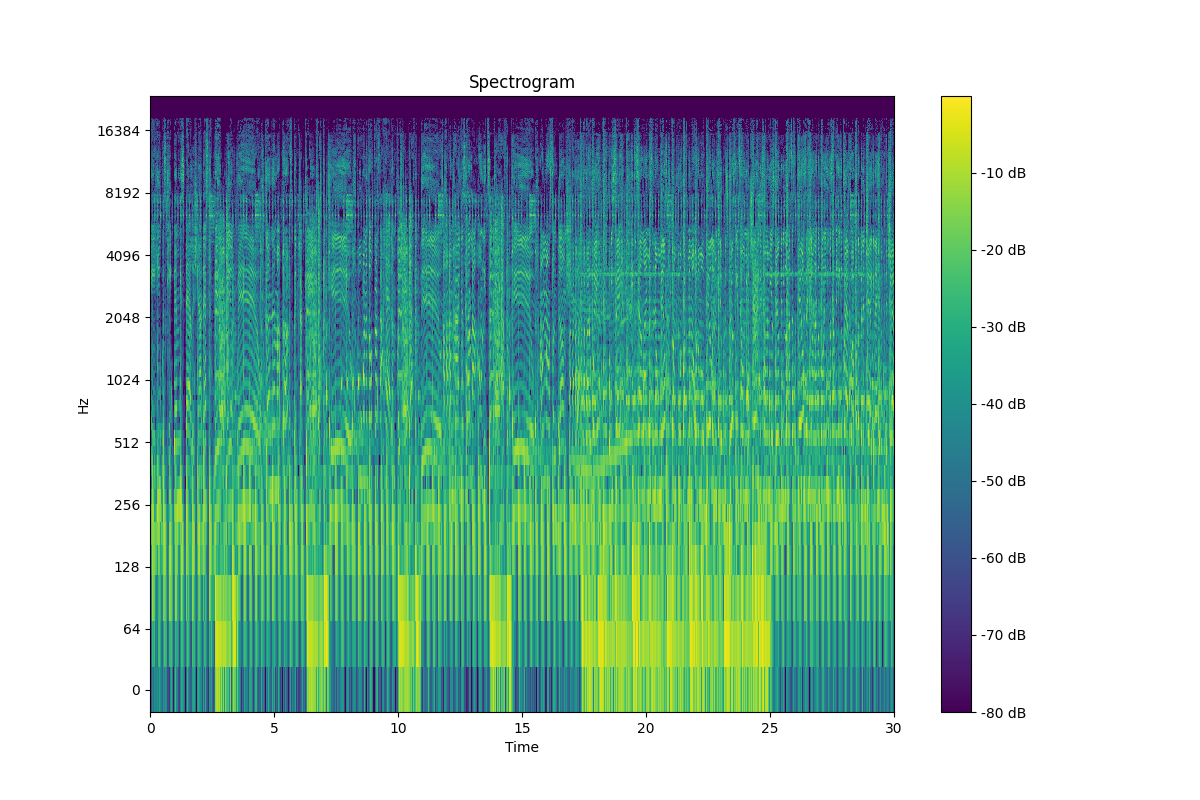 Spectrogram
16384
8192
4096
2048
1024
512
256
128
64
0
Hz
0 5 10 15 20 25 30
Time
-10 dB
-20 dB
-30 dB
-40 dB
-50 dB
-60 dB
-70 dB
-80 dB